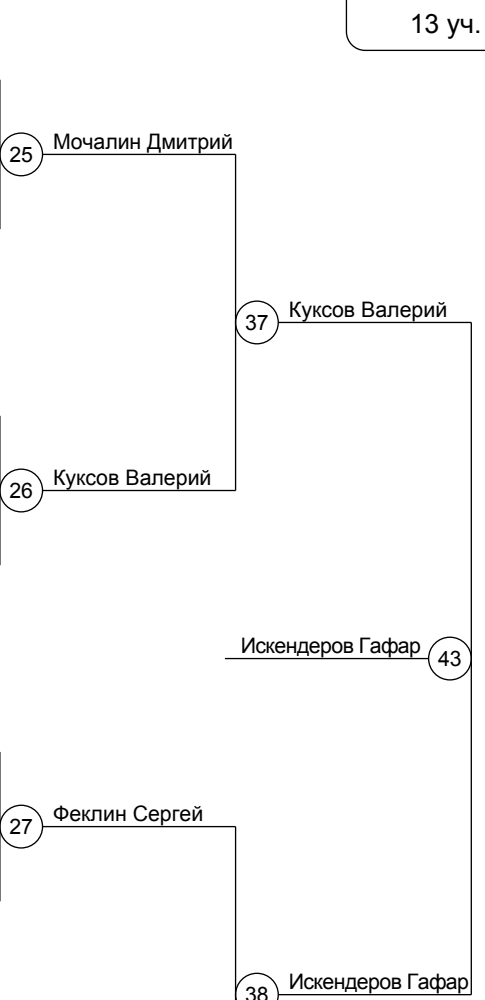 13 уч.
25 Мочалин Дмитрий
37 Куксов Валерий
26 Куксов Валерий
Искендеров Гафар 43
27 Феклин Сергей
38 Искендеров Гафар